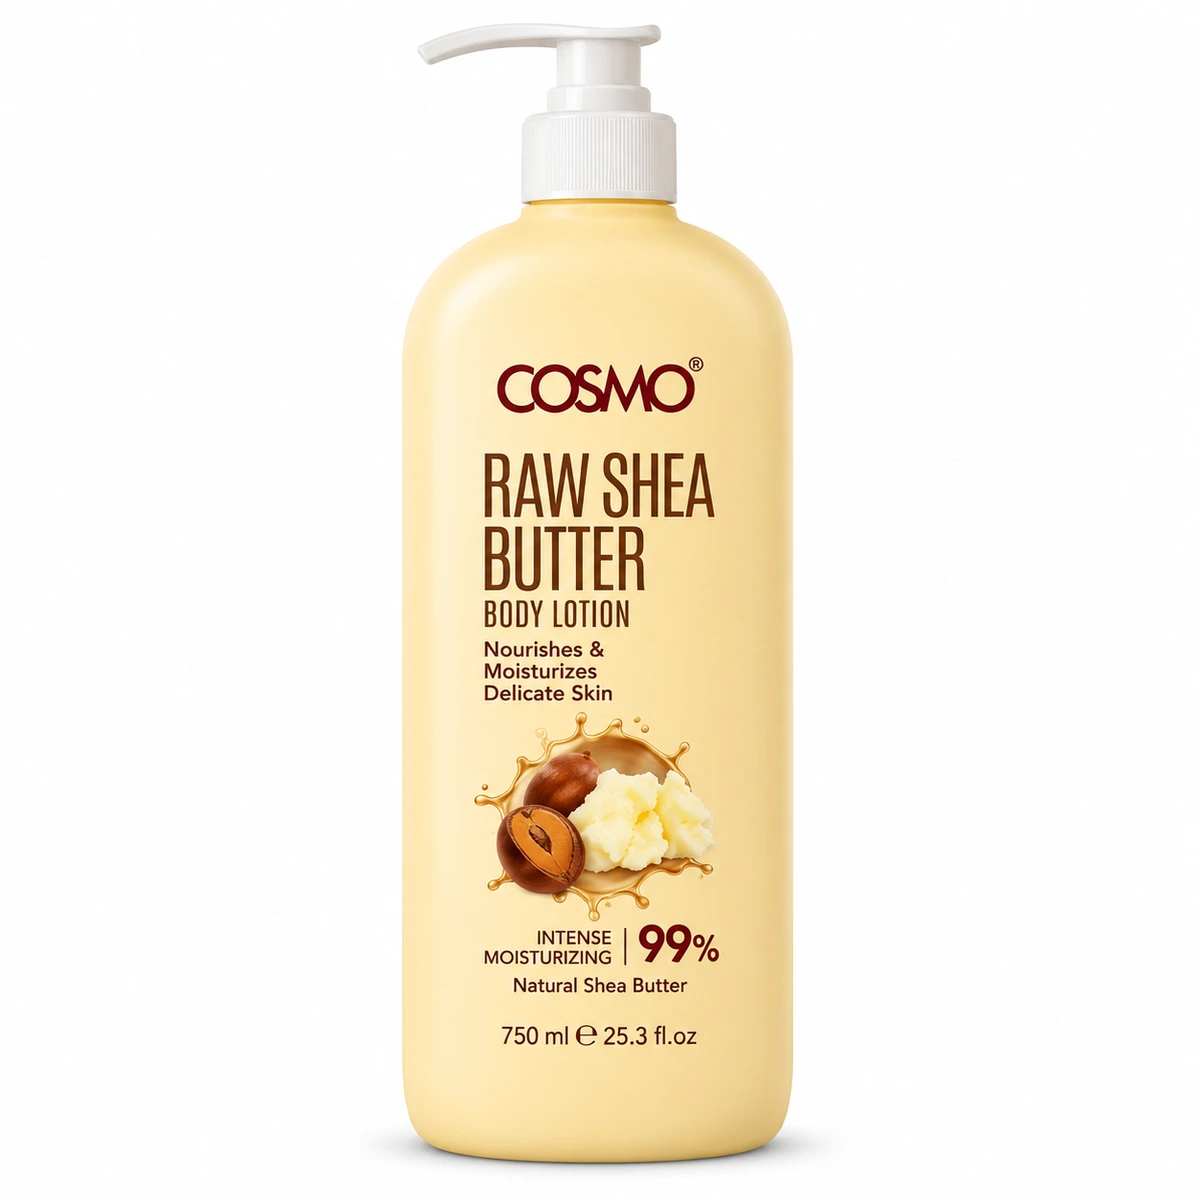 COSMO®
RAW SHEA
BUTTER
BODY LOTION
Nourishes &
Moisturizes
Delicate Skin
INTENSE
MOISTURIZING | 99%
Natural Shea Butter
750 ml ℮ 25.3 fl.oz